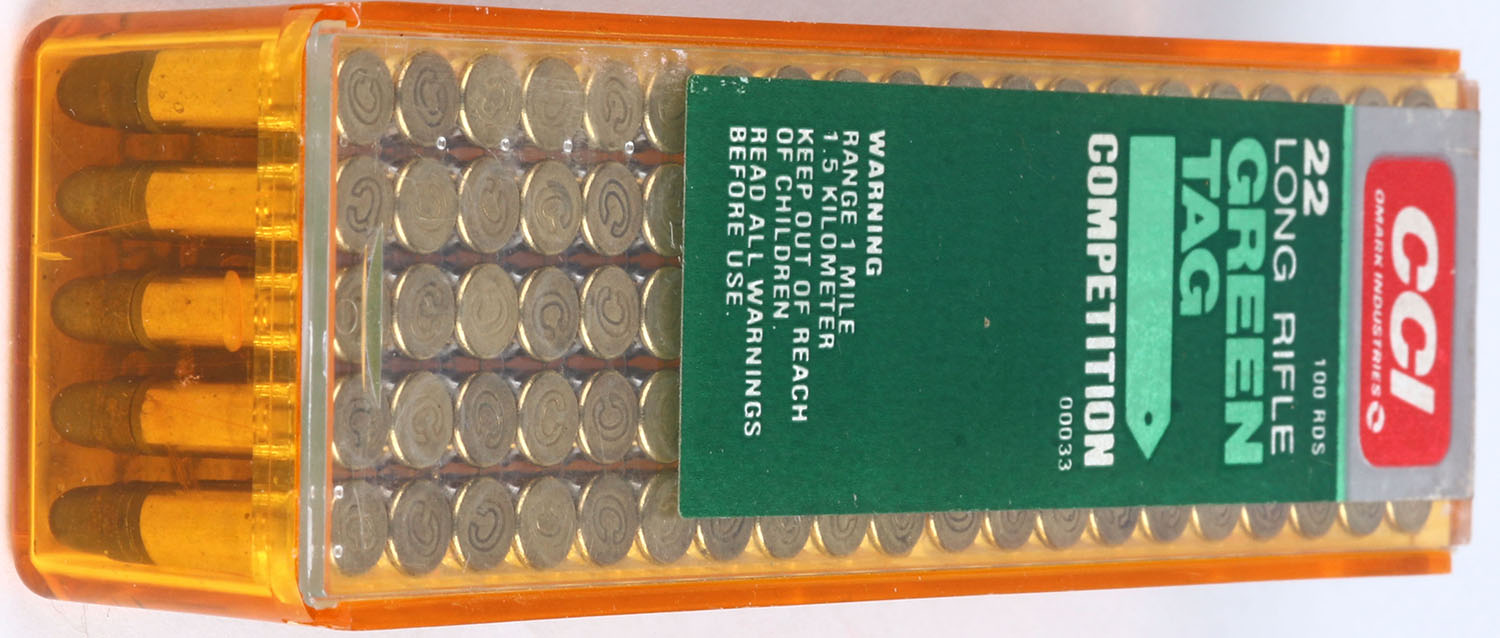 CCI
OMARK INDUSTRIES
100 RDS
22
LONG RIFLE
GREEN
TAG
COMPETITION
00033
WARNING
RANGE 1 MILE
1.5 KILOMETER
KEEP OUT OF REACH
OF CHILDREN.
READ ALL WARNINGS
BEFORE USE.